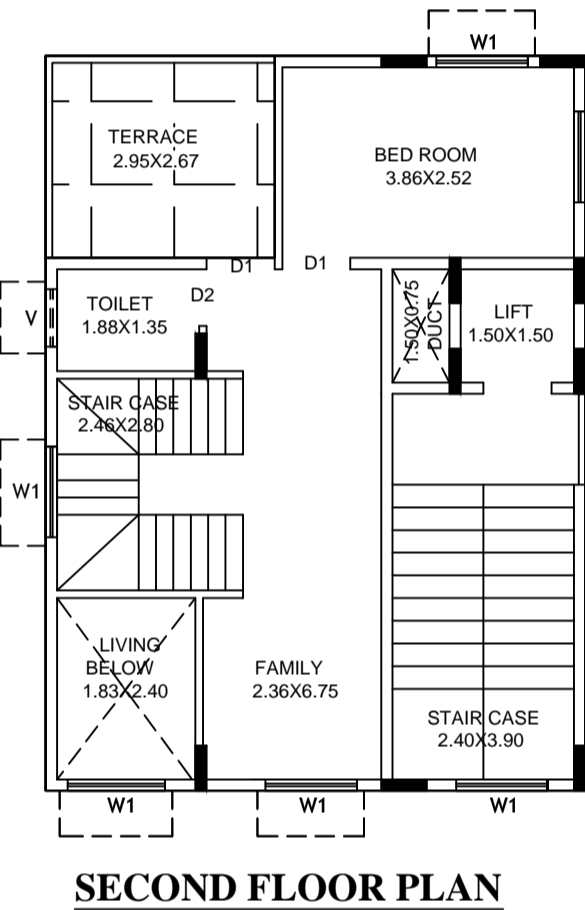 W1
TERRACE
2.95X2.67
BED ROOM
3.86X2.52
D1
D1
TOILET
1.88X1.35
D2
V
1.50X0.75
DUCT
LIFT
1.50X1.50
STAIR CASE
2.46X2.80
W1
LIVING
BELOW
1.83X2.40
FAMILY
2.36X6.75
STAIR CASE
2.40X3.90
W1
W1
W1
SECOND FLOOR PLAN